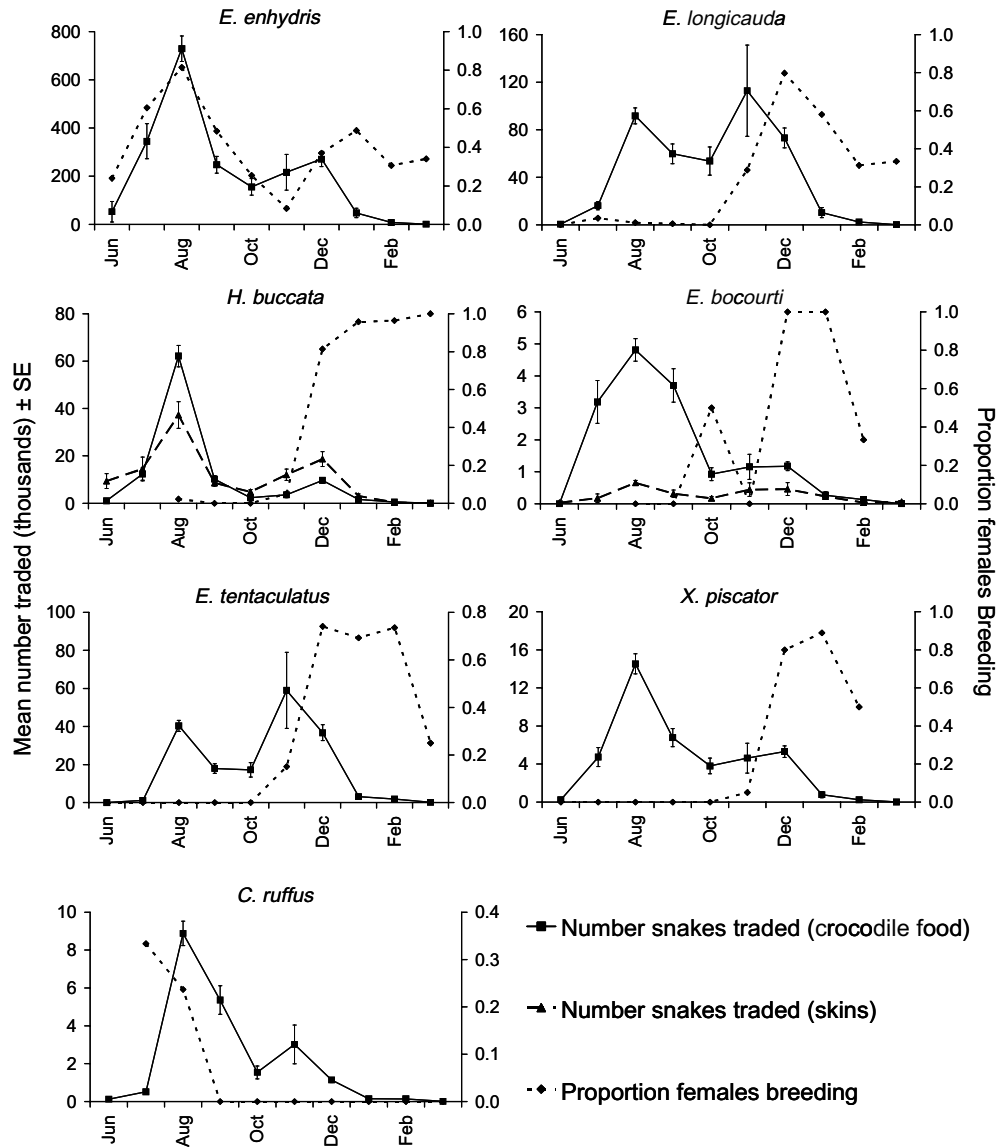 E. enhydris
800
600
400
200
0
1.0
0.8
0.6
0.4
0.2
0.0
Jun
Aug
Oct
Dec
Feb
E. longicauda
160
120
80
40
0
1.0
0.8
0.6
0.4
0.2
0.0
Jun
Aug
Oct
Dec
Feb
H. buccata
80
60
40
20
0
1.0
0.8
0.6
0.4
0.2
0.0
Jun
Aug
Oct
Dec
Feb
E. bocourti
6
5
4
3
2
1
0
1.0
0.8
0.6
0.4
0.2
0.0
Jun
Aug
Oct
Dec
Feb
Mean number traded (thousands) ± SE
Proportion females Breeding
E. tentaculatus
100
80
60
40
20
0
0.8
0.6
0.4
0.2
0.0
Jun
Aug
Oct
Dec
Feb
X. piscator
20
16
12
8
4
0
1.0
0.8
0.6
0.4
0.2
0.0
Jun
Aug
Oct
Dec
Feb
C. ruffus
10
8
6
4
2
0
0.4
0.3
0.2
0.1
0.0
Jun
Aug
Oct
Dec
Feb
Number snakes traded (crocodile food)
Number snakes traded (skins)
Proportion females breeding